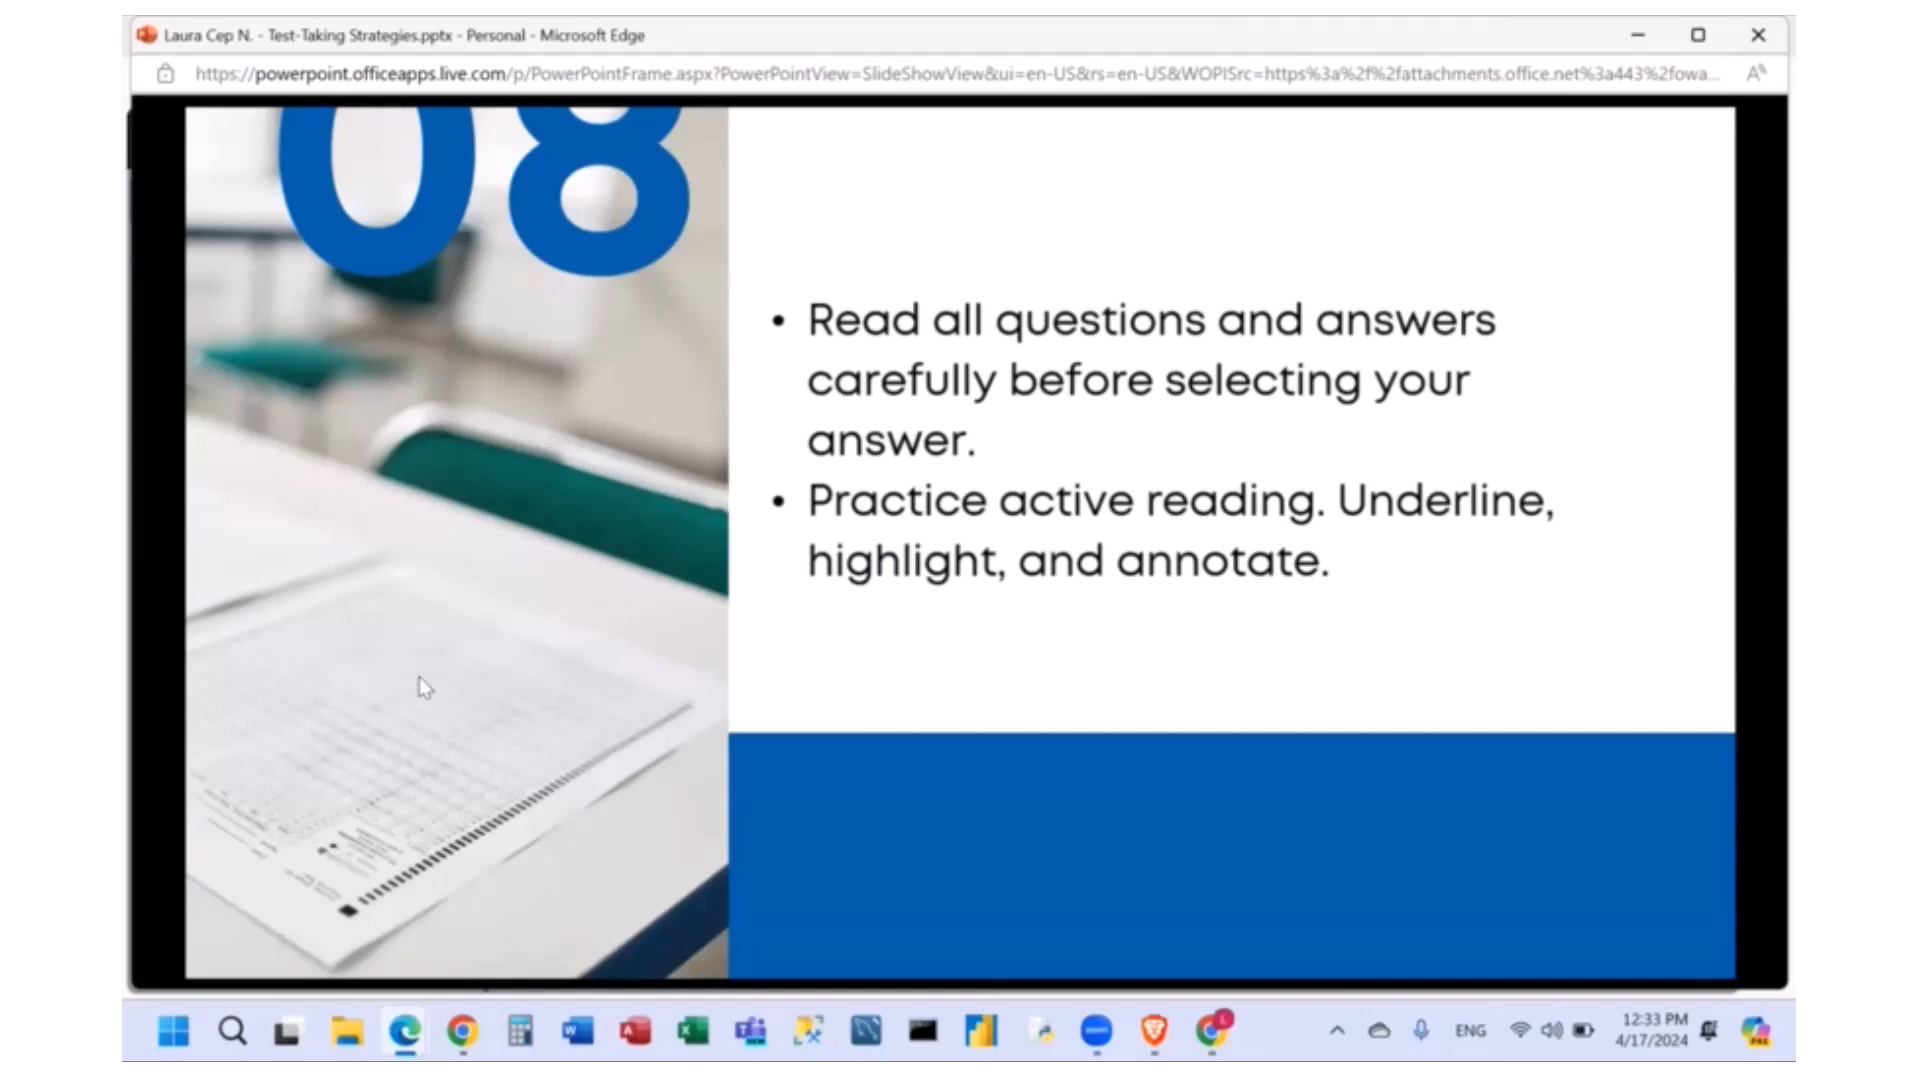 Laura Cep N. - Test-Taking Strategies.pptx - Personal - Microsoft Edge
https://powerpoint.officeapps.live.com/p/PowerPointFrame.aspx?PowerPointView=SlideShowView&ui=en-US&rs=en-US&WOPISrc=https%3a%2f%2fattachments.office.net%3a443%2fowa...
08
• Read all questions and answers
carefully before selecting your
answer.
• Practice active reading. Underline,
highlight, and annotate.
ENG
12:33 PM
4/17/2024